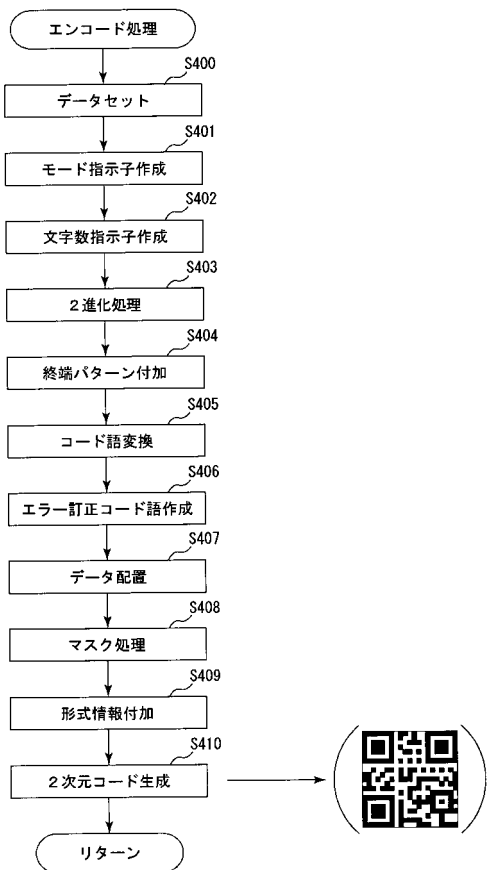 エンコード処理
S400
データセット
S401
モード指示子作成
S402
文字数指示子作成
S403
２進化処理
S404
終端パターン付加
S405
コード語変換
S406
エラー訂正コード語作成
S407
データ配置
S408
マスク処理
S409
形式情報付加
S410
２次元コード生成
リターン